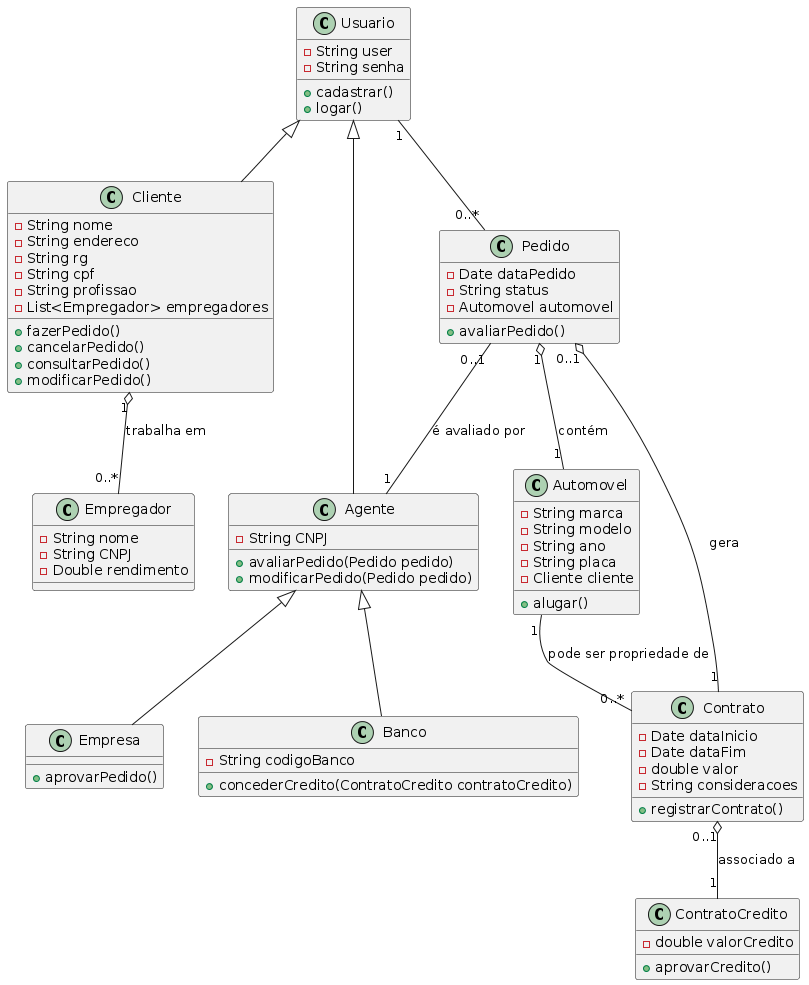 C Usuario
String user
String senha
cadastrar()
logar()
1
0..*
C Cliente
String nome
String endereco
String rg
String cpf
String profissao
List<Empregador> empregadores
fazerPedido()
cancelarPedido()
consultarPedido()
modificarPedido()
C Pedido
Date dataPedido
String status
Automovel automovel
avaliarPedido()
0..1
1
0..1
1
trabalha em
é avaliado por
contém
0..*
1
1
C Empregador
String nome
String CNPJ
Double rendimento
C Agente
String CNPJ
avaliarPedido(Pedido pedido)
modificarPedido(Pedido pedido)
C Automovel
String marca
String modelo
String ano
String placa
Cliente cliente
alugar()
gera
1
pode ser propriedade de
0..*
1
C Empresa
aprovarPedido()
C Banco
String codigoBanco
concederCredito(ContratoCredito contratoCredito)
C Contrato
Date dataInicio
Date dataFim
double valor
String consideracoes
registrarContrato()
0..1
associado a
1
C ContratoCredito
double valorCredito
aprovarCredito()